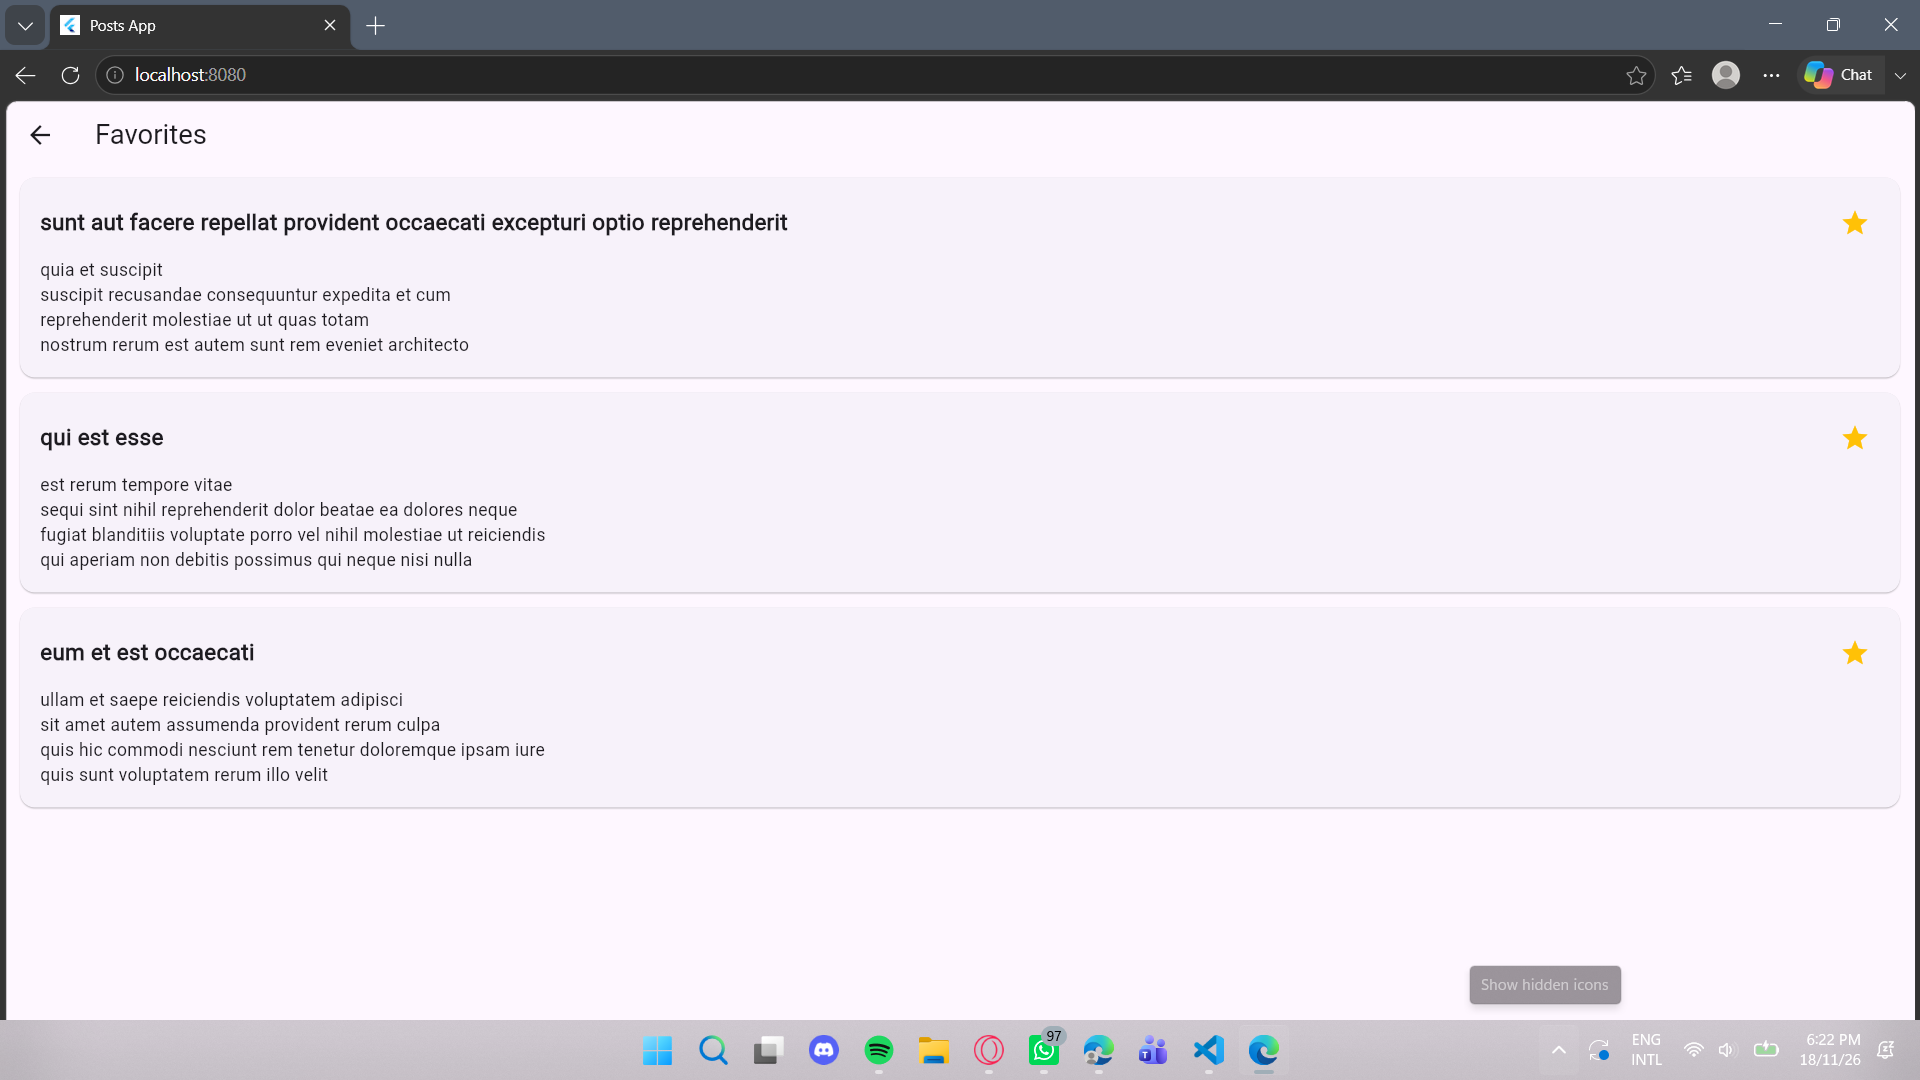 Posts App
localhost:8080
Chat
Favorites
sunt aut facere repellat provident occaecati excepturi optio reprehenderit
quia et suscipit
suscipit recusandae consequuntur expedita et cum
reprehenderit molestiae ut ut quas totam
nostrum rerum est autem sunt rem eveniet architecto
qui est esse
est rerum tempore vitae
sequi sint nihil reprehenderit dolor beatae ea dolores neque
fugiat blanditiis voluptate porro vel nihil molestiae ut reiciendis
qui aperiam non debitis possimus qui neque nisi nulla
eum et est occaecati
ullam et saepe reiciendis voluptatem adipisci
sit amet autem assumenda provident rerum culpa
quis hic commodi nesciunt rem tenetur doloremque ipsam iure
quis sunt voluptatem rerum illo velit
Show hidden icons
97
ENG
INTL
6:22 PM
18/11/26